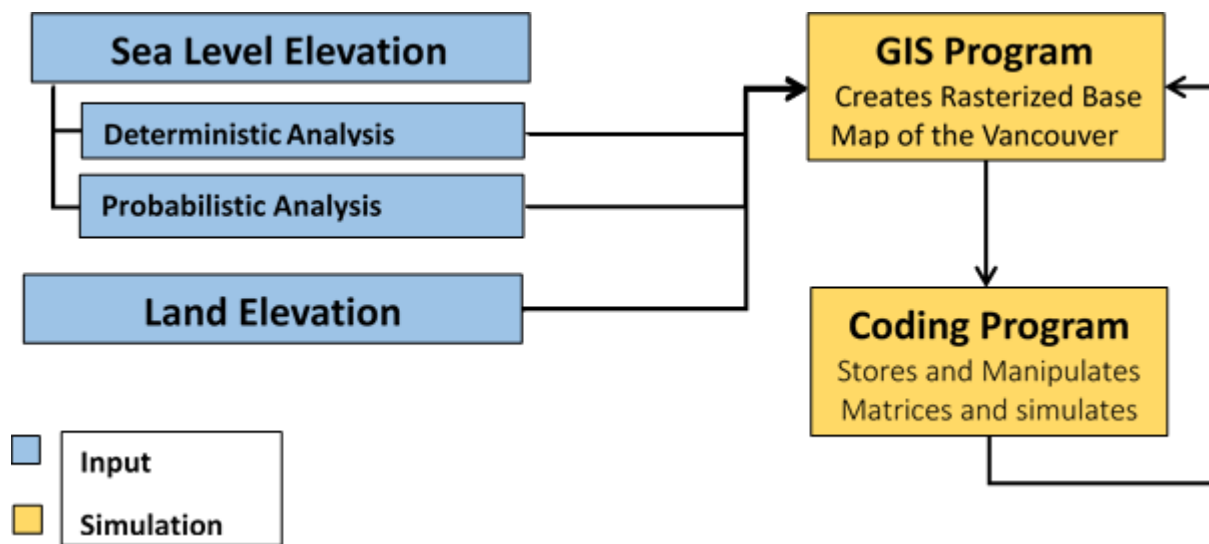 Sea Level Elevation
Deterministic Analysis
Probabilistic Analysis
Land Elevation
GIS Program
Creates Rasterized Base
Map of the Vancouver
Coding Program
Stores and Manipulates
Matrices and simulates
Input
Simulation